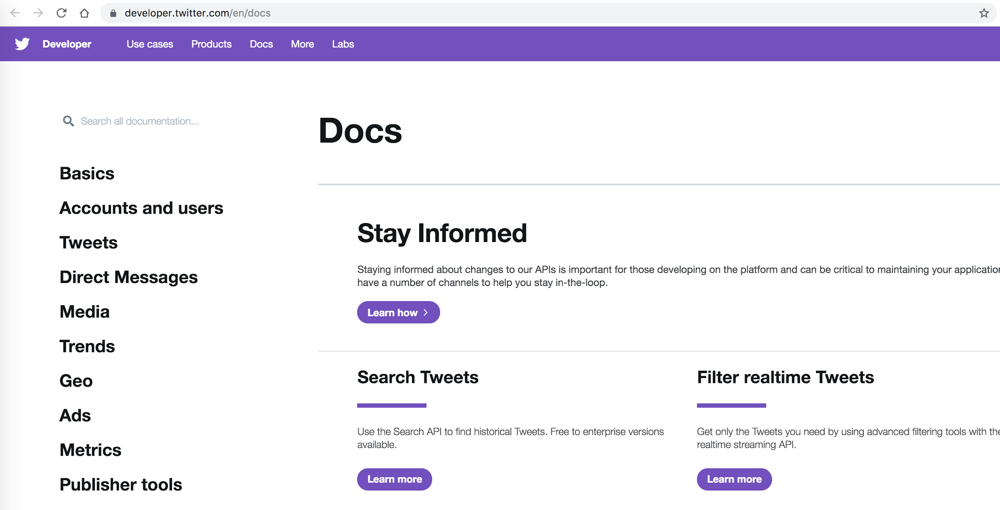 developer.twitter.com/en/docs
Developer Use cases Products Docs More Labs
Search all documentation...
Basics
Accounts and users
Tweets
Direct Messages
Media
Trends
Geo
Ads
Metrics
Publisher tools
Docs
Stay Informed
Staying informed about changes to our APIs is important for those developing on the platform and can be critical to maintaining your
have a number of channels to help you stay in-the-loop.
Learn how
Search Tweets
Use the Search API to find historical Tweets. Free to enterprise versions
available.
Learn more
Filter realtime Tweets
Get only the Tweets you need by using advanced filtering tools with
realtime streaming API.
Learn more